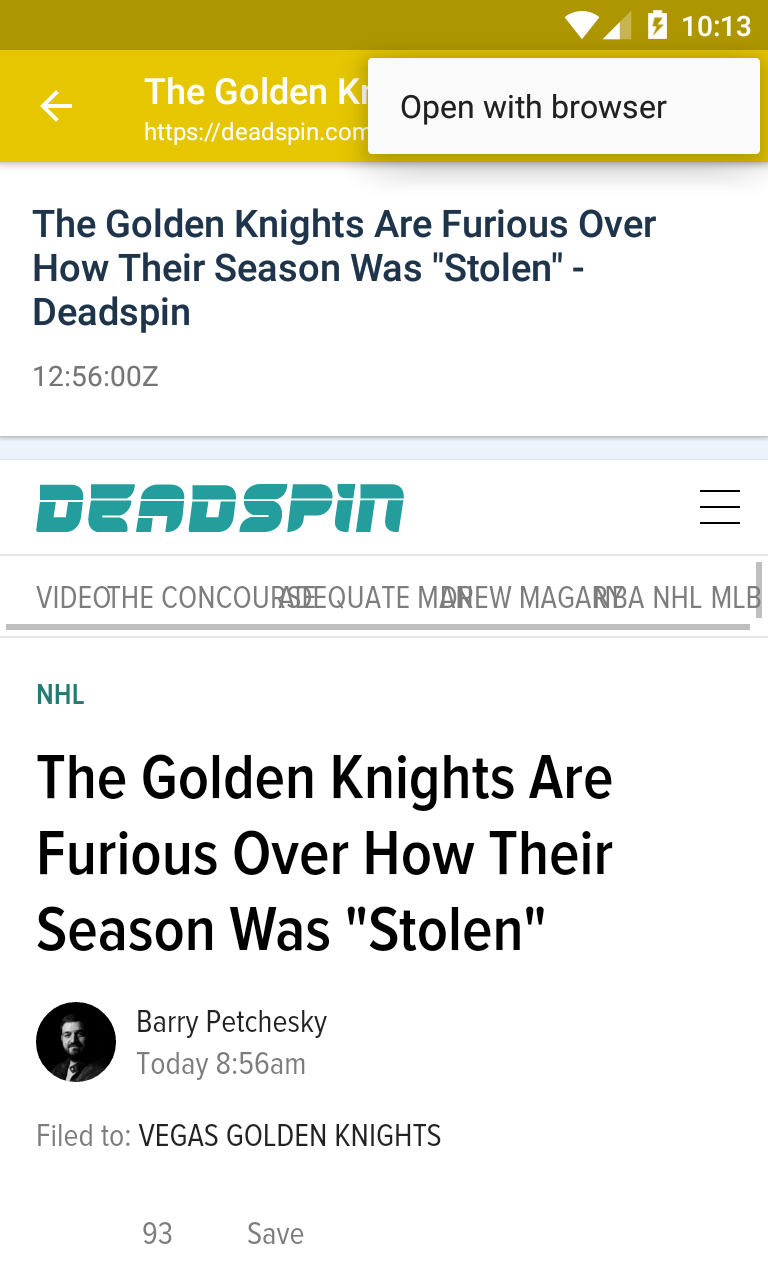 10:13
The Golden Kn
https://deadspin.com
Open with browser
The Golden Knights Are Furious Over
How Their Season Was "Stolen" -
Deadspin
12:56:00Z
DEADSPIN
VIDEO THE CONCOURSE ADEQUATE MAN DREW MAGARY NBA NHL MLB
NHL
The Golden Knights Are
Furious Over How Their
Season Was "Stolen"
Barry Petchesky
Today 8:56am
Filed to: VEGAS GOLDEN KNIGHTS
93 Save